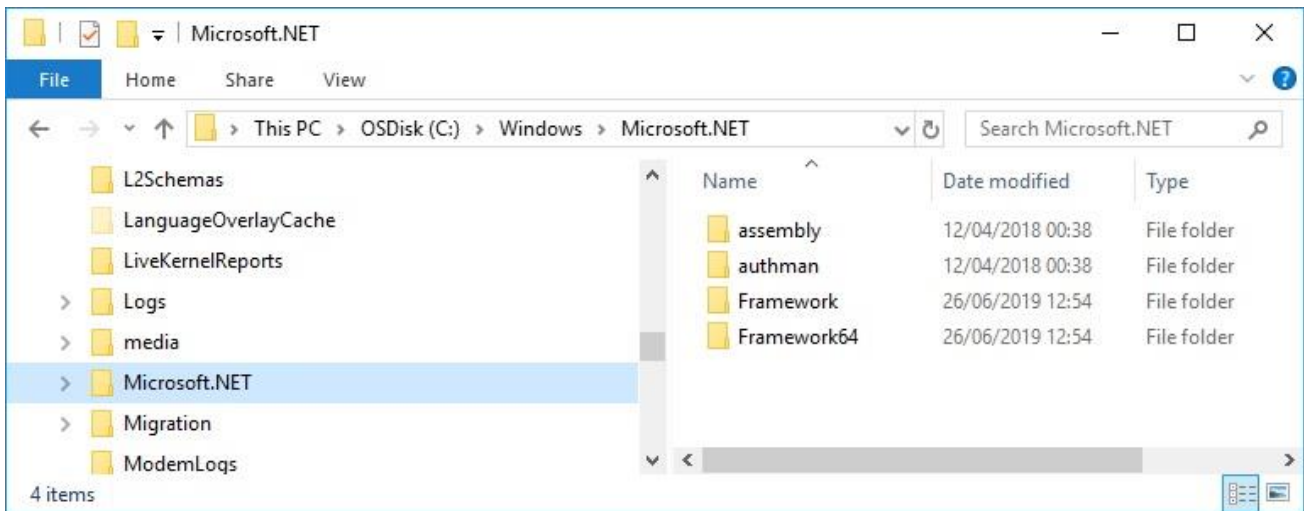 Microsoft.NET
File Home Share View
This PC > OSDisk (C:) > Windows > Microsoft.NET Search Microsoft.NET
L2Schemas
LanguageOverlayCache
LiveKernelReports
Logs
media
Microsoft.NET
Migration
ModemLogs
Name Date modified Type
assembly 12/04/2018 00:38 File folder
authman 12/04/2018 00:38 File folder
Framework 26/06/2019 12:54 File folder
Framework64 26/06/2019 12:54 File folder
4 items